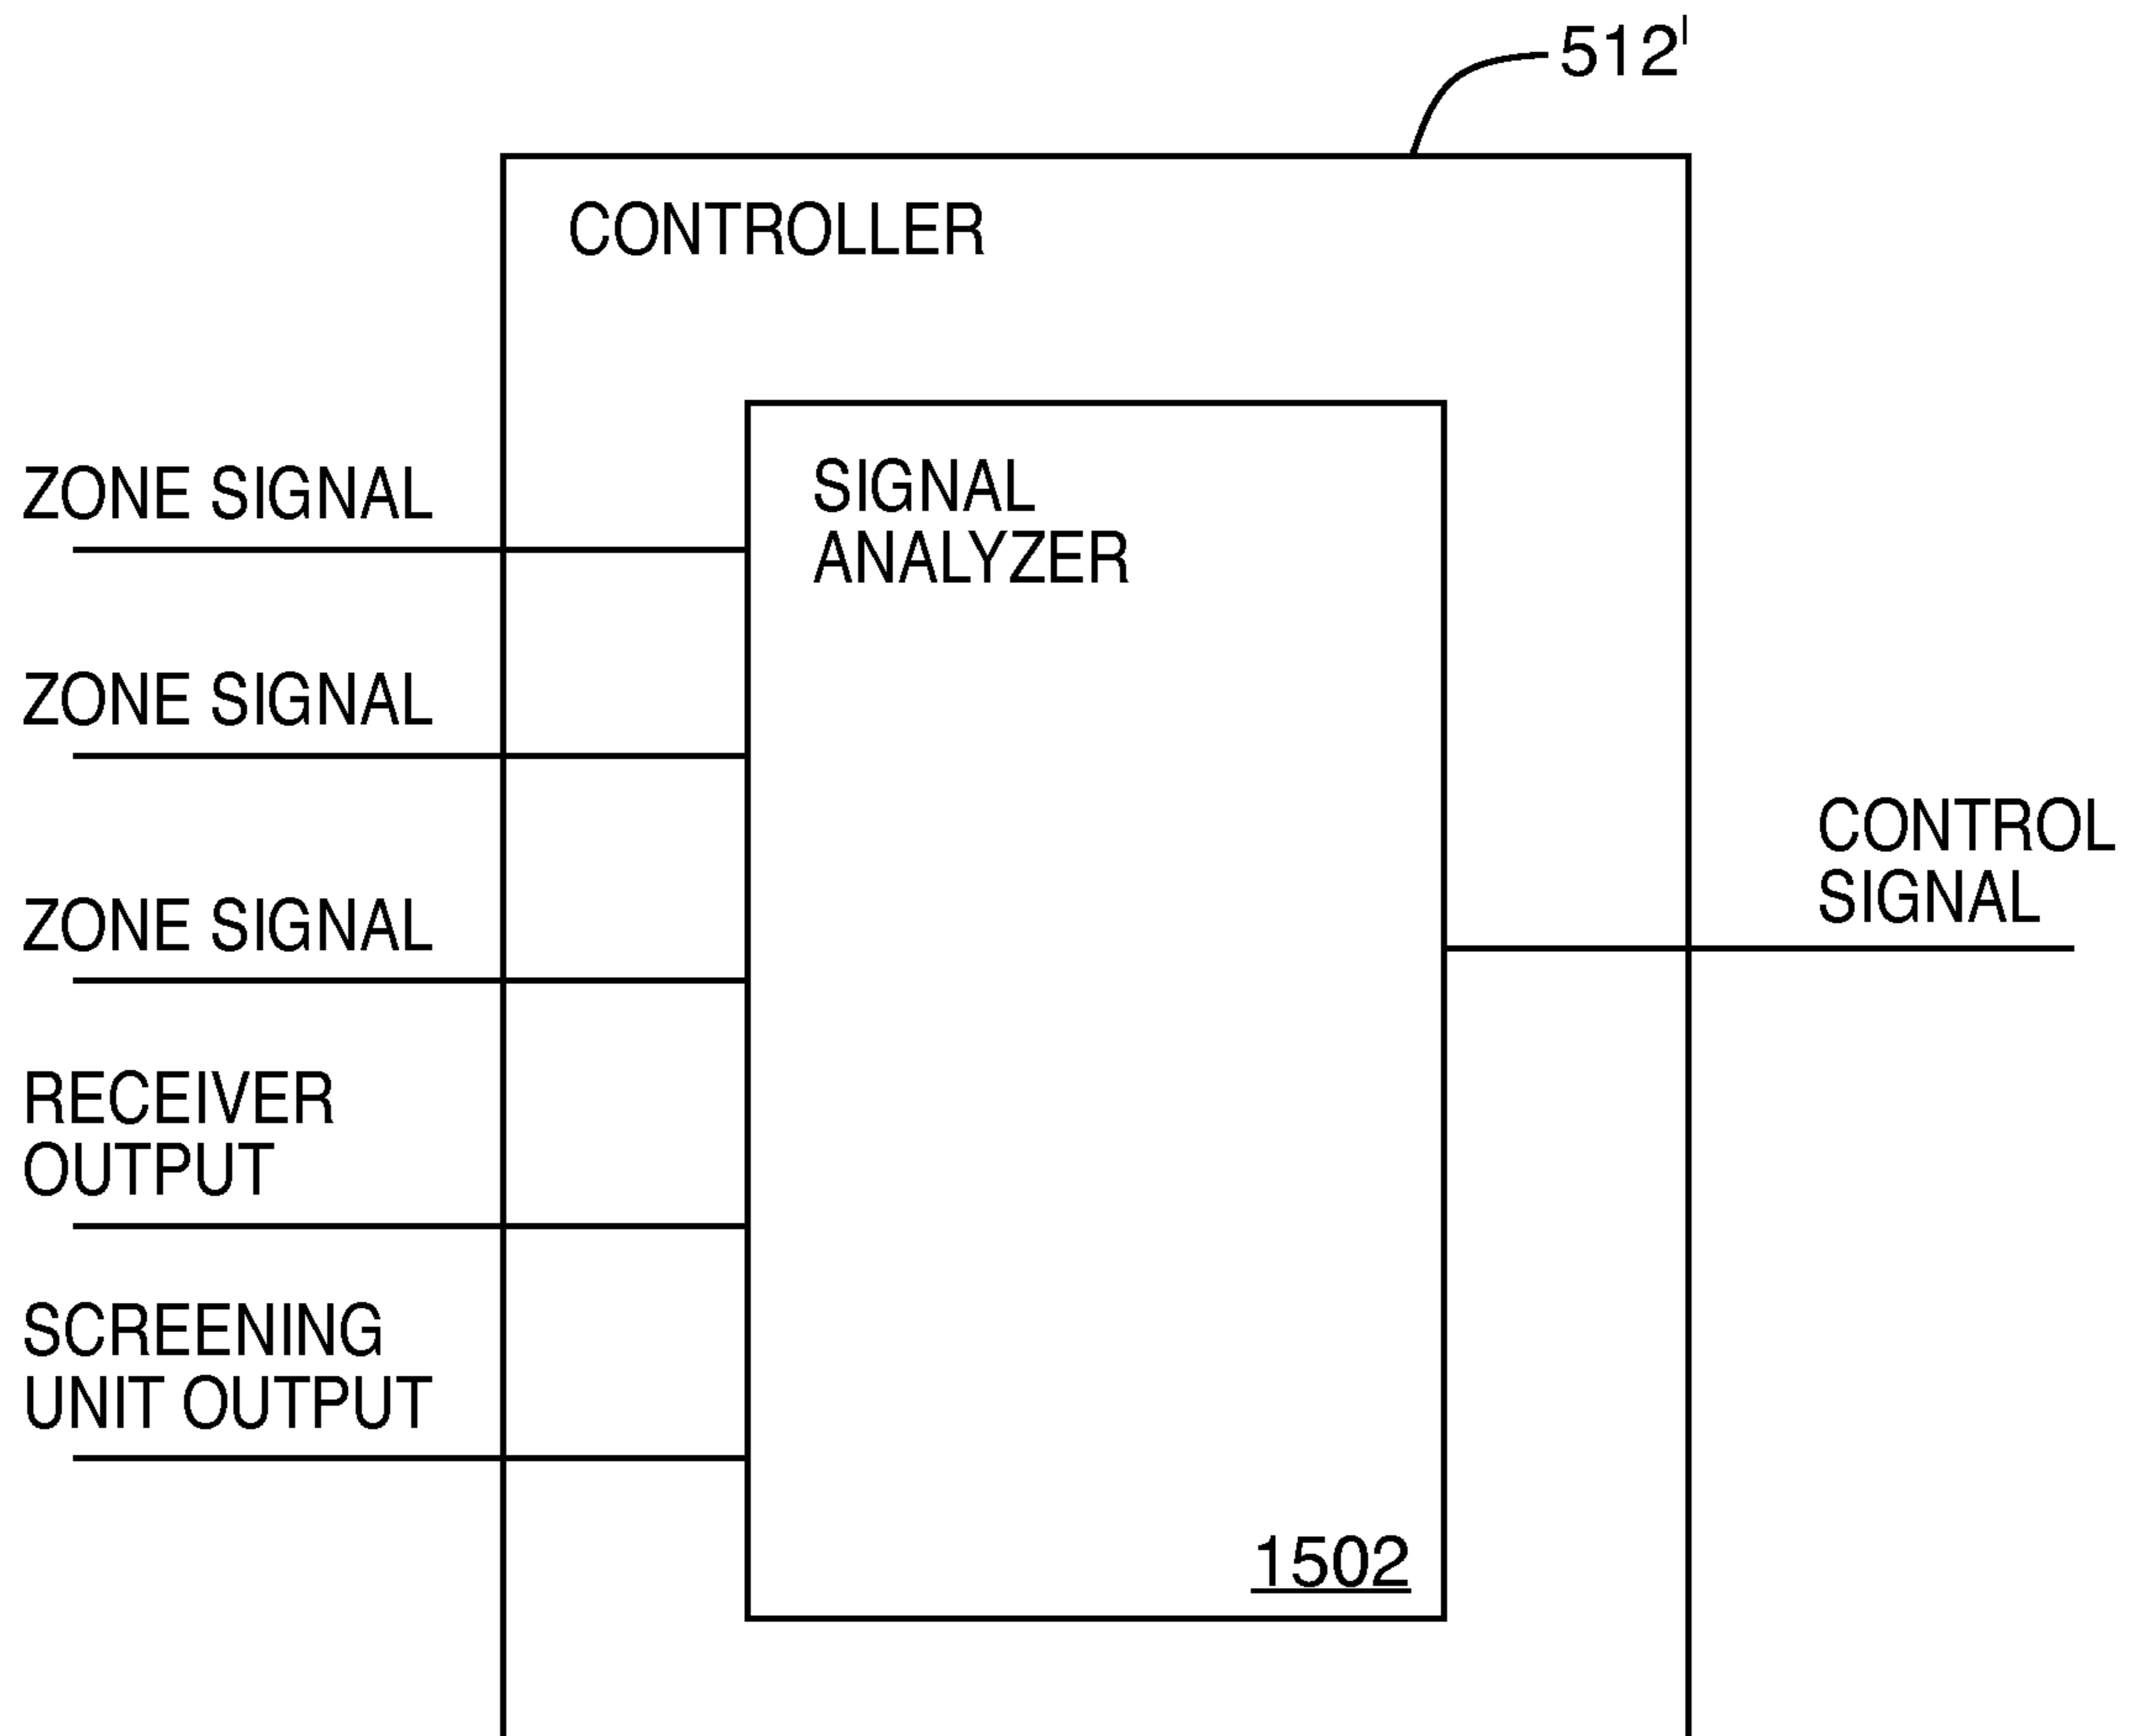 512'
CONTROLLER
SIGNAL
ANALYZER
ZONE SIGNAL
ZONE SIGNAL
ZONE SIGNAL
RECEIVER
OUTPUT
SCREENING
UNIT OUTPUT
CONTROL
SIGNAL
1502